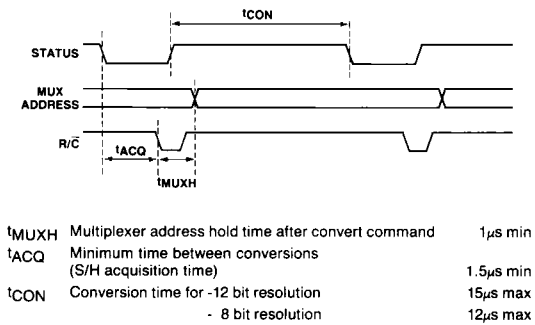 tCON
STATUS
MUX
ADDRESS
R/C̅
tACQ
tMUXH
tMUXH Multiplexer address hold time after convert command 1µs min
tACQ Minimum time between conversions
(S/H acquisition time) 1.5µs min
tCON Conversion time for -12 bit resolution 15µs max
- 8 bit resolution 12µs max